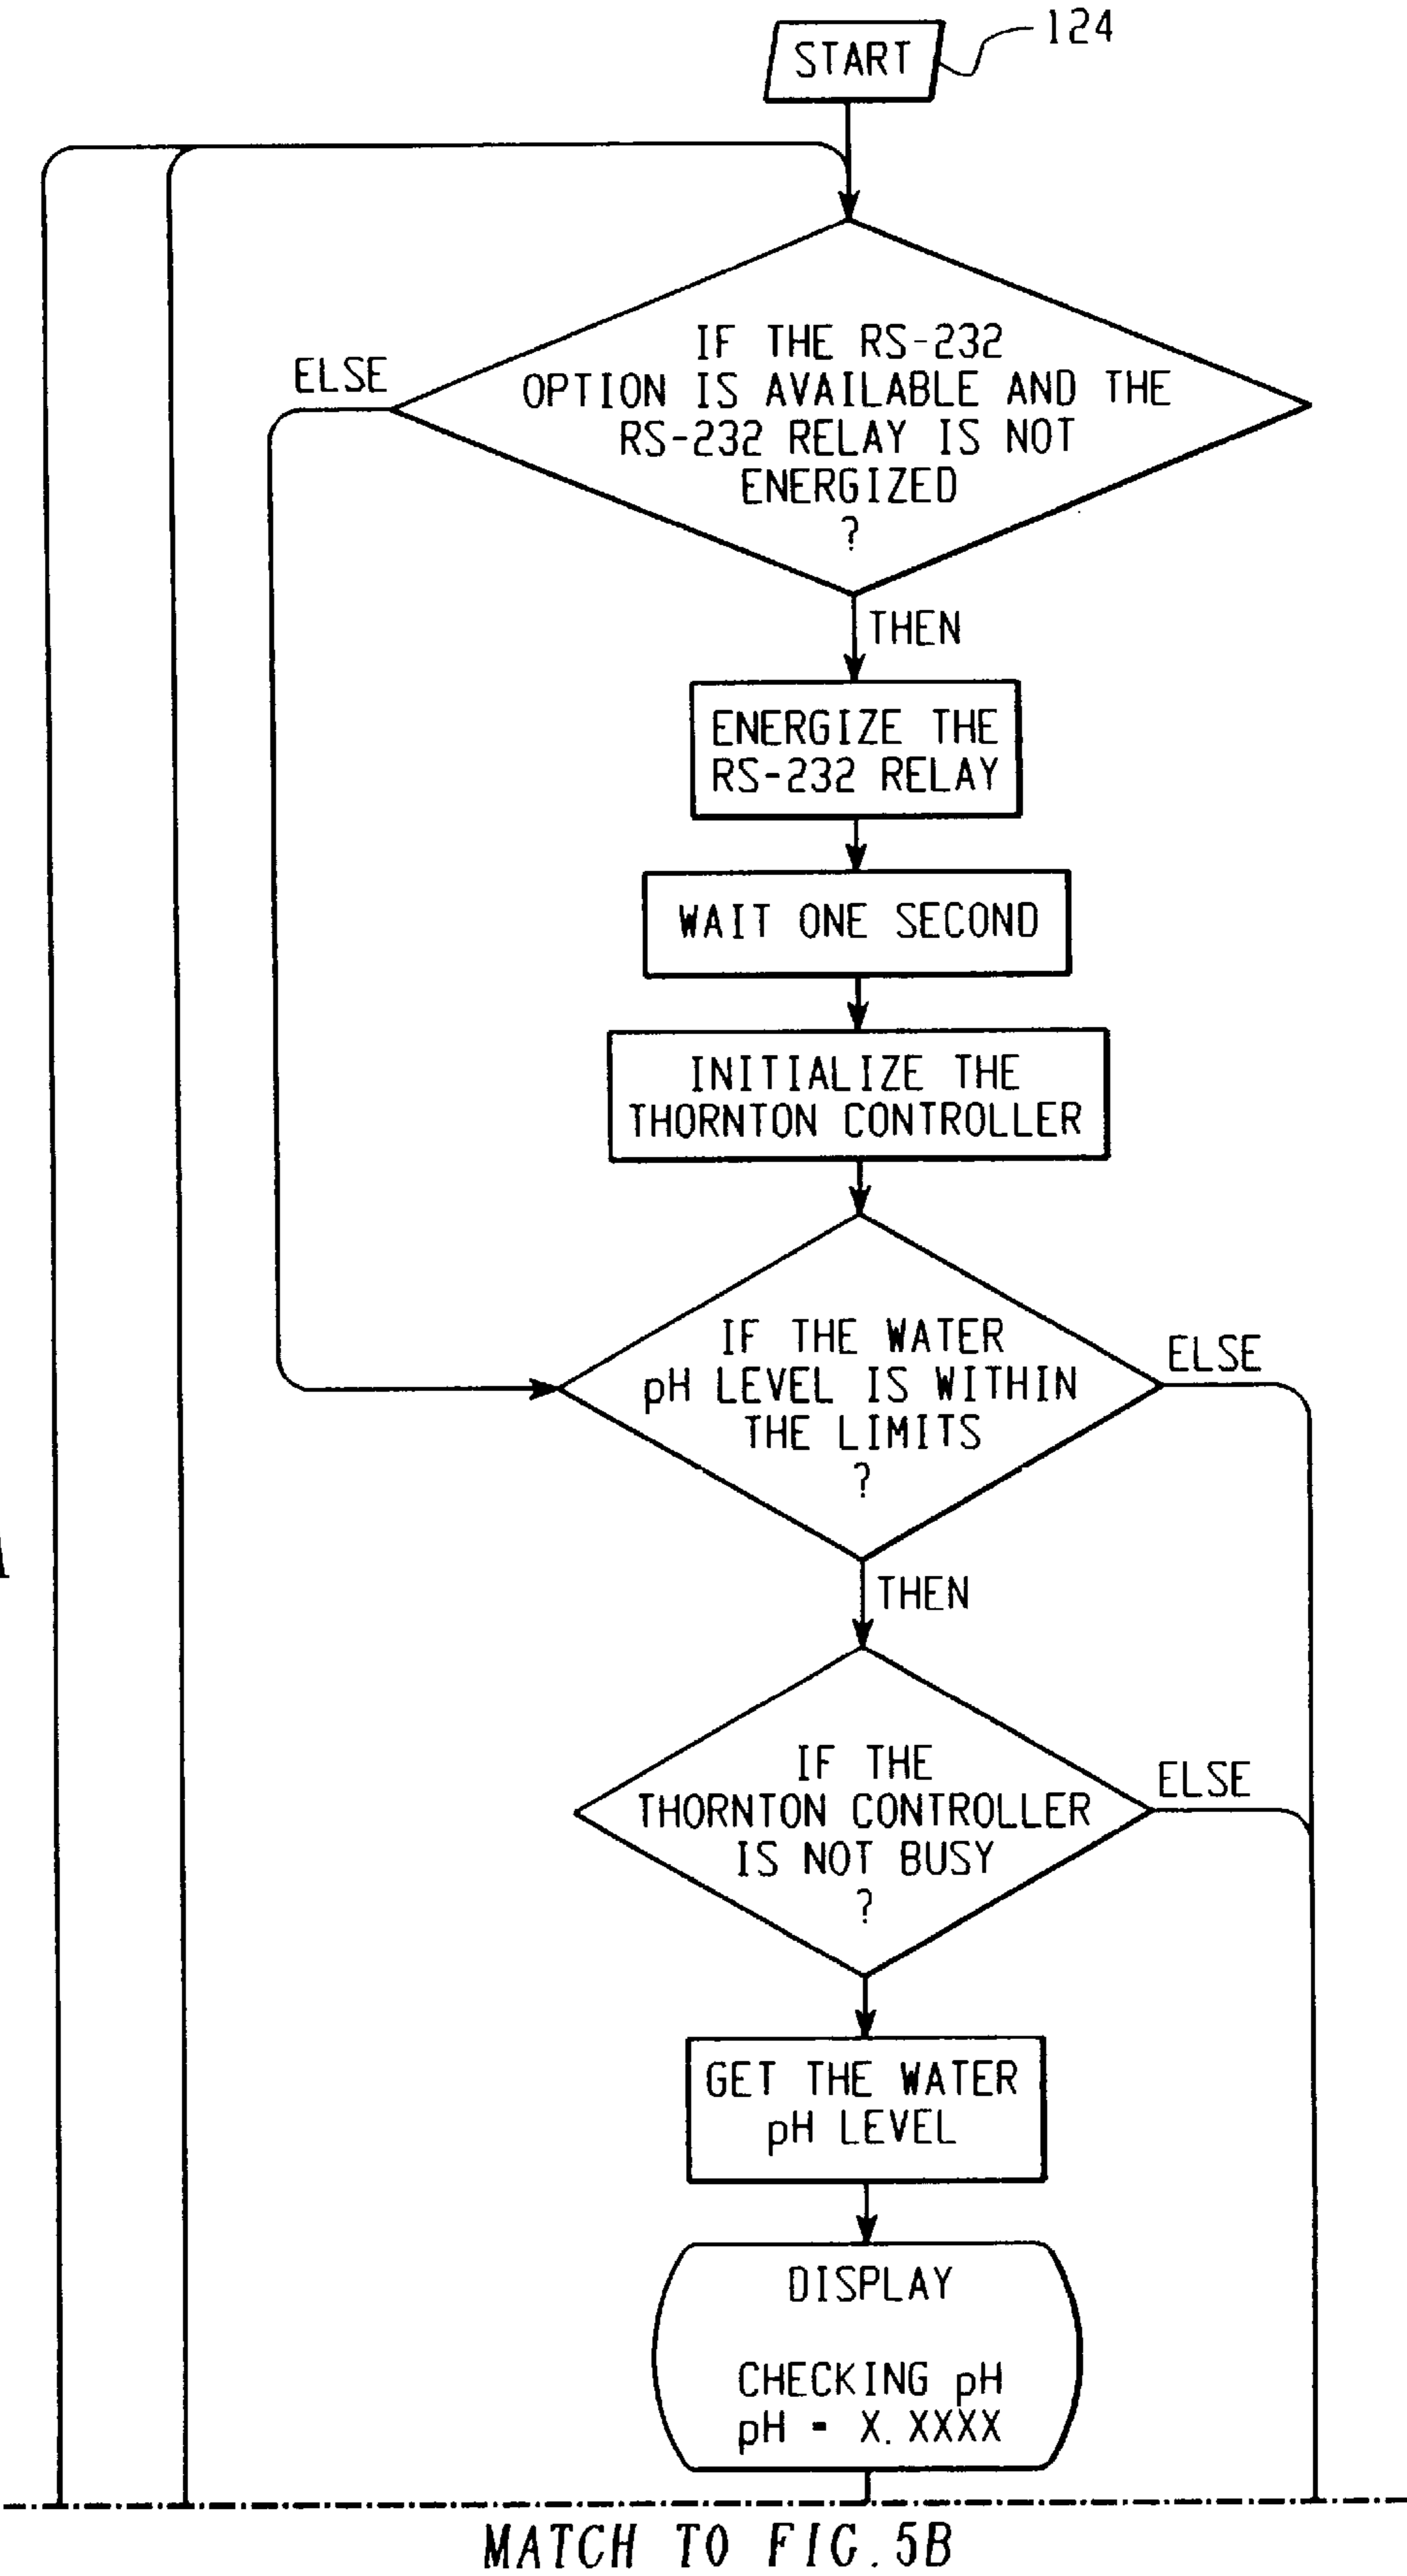 START
124
IF THE RS-232
OPTION IS AVAILABLE AND THE
RS-232 RELAY IS NOT
ENERGIZED
?
ELSE
THEN
ENERGIZE THE
RS-232 RELAY
WAIT ONE SECOND
INITIALIZE THE
THORNTON CONTROLLER
IF THE WATER
pH LEVEL IS WITHIN
THE LIMITS
?
ELSE
THEN
IF THE
THORNTON CONTROLLER
IS NOT BUSY
?
ELSE
GET THE WATER
pH LEVEL
DISPLAY
CHECKING pH
pH = X.XXXX
MATCH TO FIG.5B